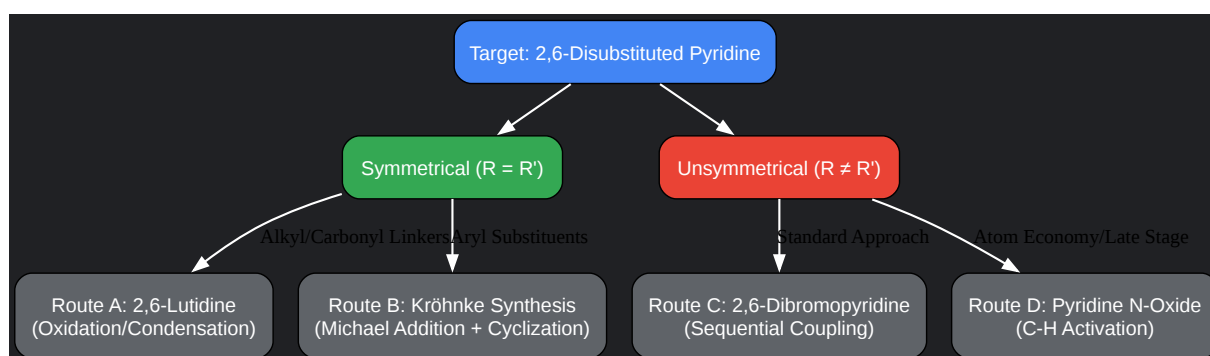 Target: 2,6-Disubstituted Pyridine
Symmetrical (R = R')
Unsymmetrical (R ≠ R')
Alkyl/Carbonyl Linkers
Aryl Substituents
Standard Approach
Atom Economy/Late Stage
Route A: 2,6-Lutidine
(Oxidation/Condensation)
Route B: Kröhnke Synthesis
(Michael Addition + Cyclization)
Route C: 2,6-Dibromopyridine
(Sequential Coupling)
Route D: Pyridine N-Oxide
(C-H Activation)